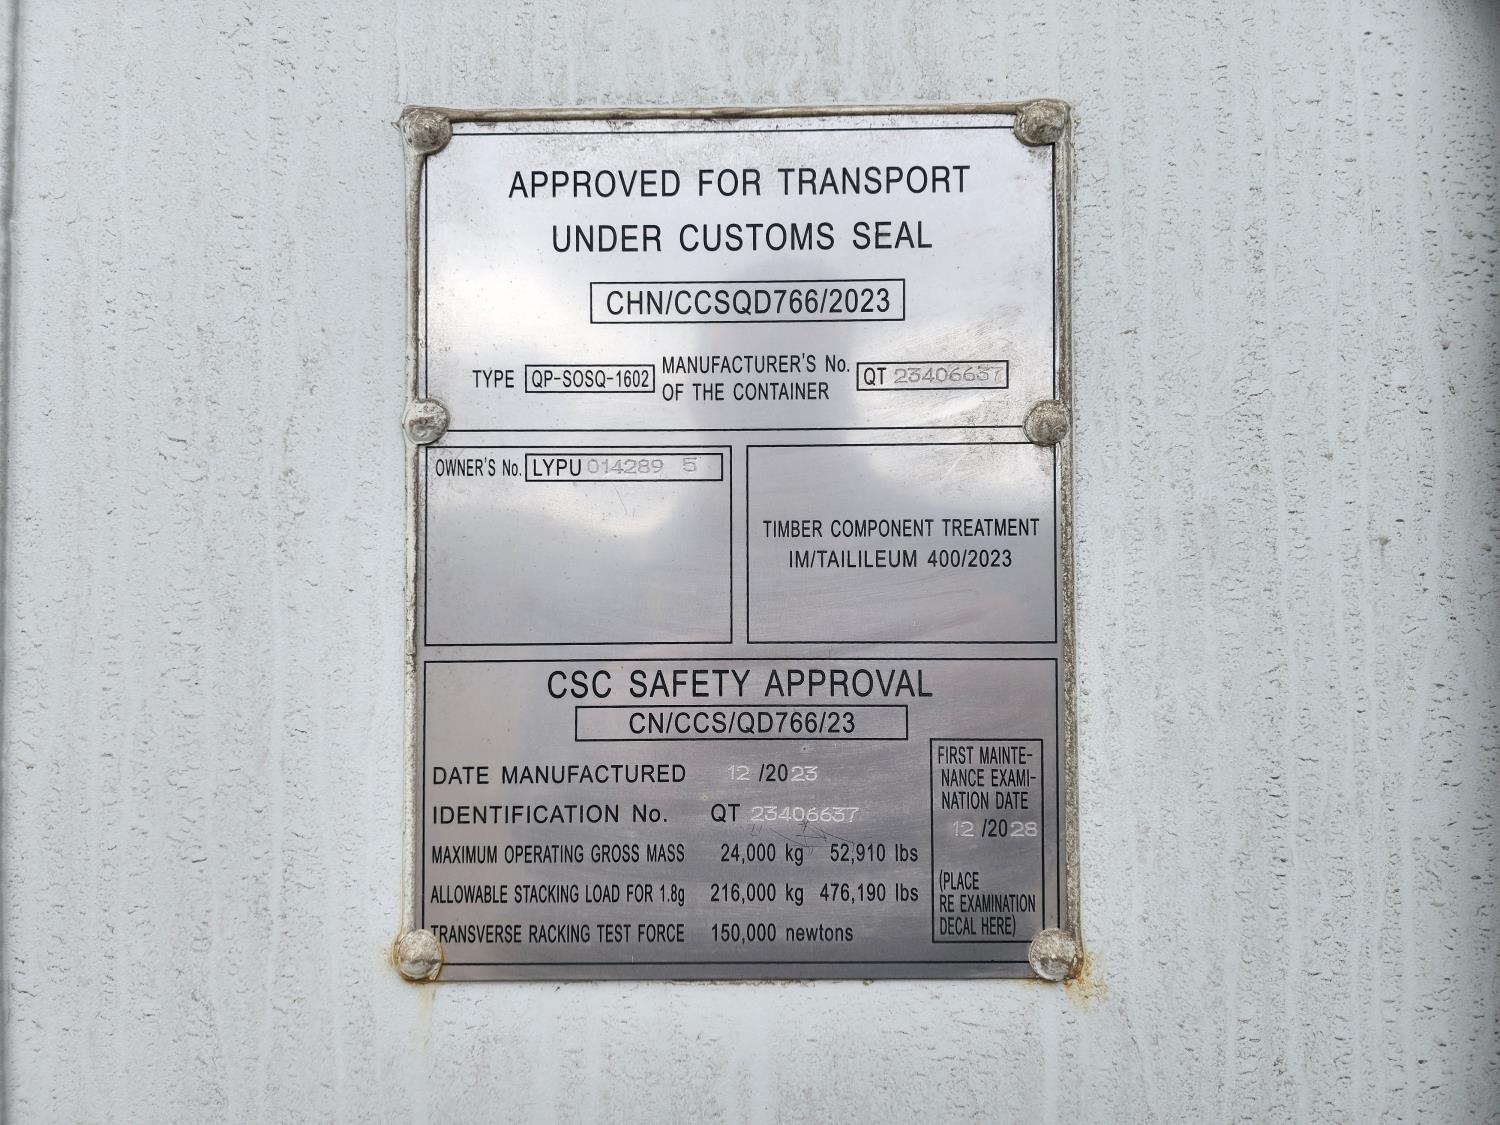 APPROVED FOR TRANSPORT
UNDER CUSTOMS SEAL
CHN/CCSQD766/2023
TYPE QP-SOSQ-1602 MANUFACTURER'S No. OF THE CONTAINER QT 23406637
OWNER'S No. LYPU 014289 5
TIMBER COMPONENT TREATMENT
IM/TAILILEUM 400/2023
CSC SAFETY APPROVAL
CN/CCS/QD766/23
DATE MANUFACTURED 12 /2023
IDENTIFICATION No. QT 23406637
MAXIMUM OPERATING GROSS MASS 24,000 kg 52,910 lbs
ALLOWABLE STACKING LOAD FOR 1.8g 216,000 kg 476,190 lbs
TRANSVERSE RACKING TEST FORCE 150,000 newtons
FIRST MAINTE-
NANCE EXAMI-
NATION DATE
12 /2028
(PLACE
RE EXAMINATION
DECAL HERE)